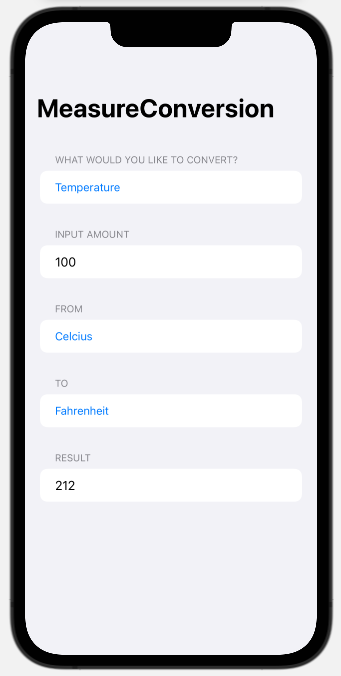 MeasureConversion
WHAT WOULD YOU LIKE TO CONVERT?
Temperature
INPUT AMOUNT
100
FROM
Celcius
TO
Fahrenheit
RESULT
212